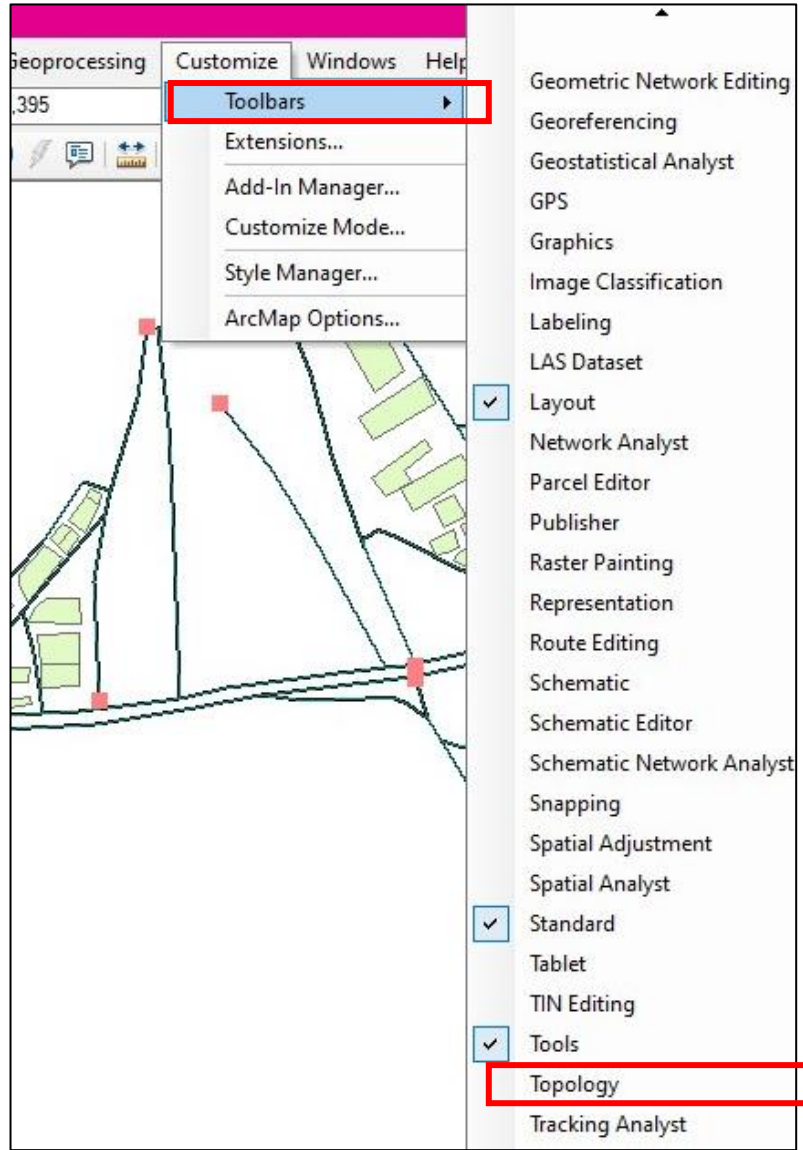 Geoprocessing Customize Windows Help
,395
Toolbars
Extensions...
Add-In Manager...
Customize Mode...
Style Manager...
ArcMap Options...
Geometric Network Editing
Georeferencing
Geostatistical Analyst
GPS
Graphics
Image Classification
Labeling
LAS Dataset
Layout
Network Analyst
Parcel Editor
Publisher
Raster Painting
Representation
Route Editing
Schematic
Schematic Editor
Schematic Network Analyst
Snapping
Spatial Adjustment
Spatial Analyst
Standard
Tablet
TIN Editing
Tools
Topology
Tracking Analyst